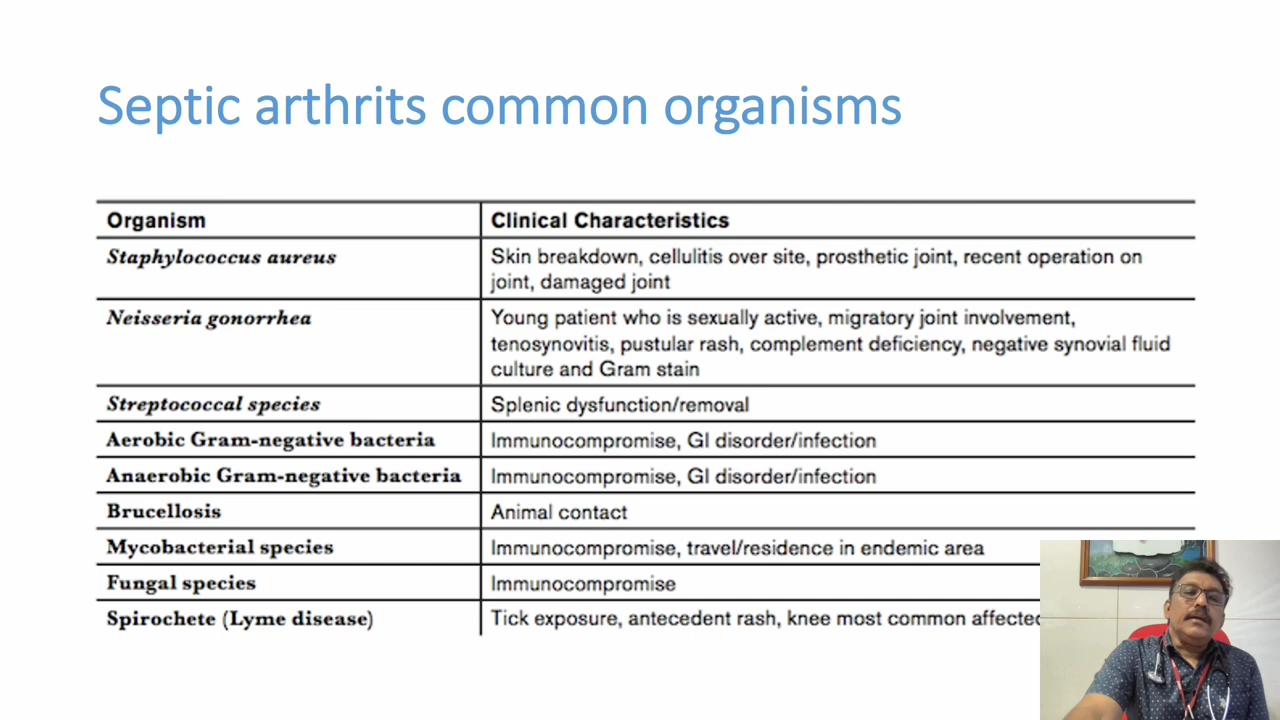 Septic arthrits common organisms
Organism Clinical Characteristics
Staphylococcus aureus Skin breakdown, cellulitis over site, prosthetic joint, recent operation on
joint, damaged joint
Neisseria gonorrhea Young patient who is sexually active, migratory joint involvement,
tenosynovitis, pustular rash, complement deficiency, negative synovial fluid
culture and Gram stain
Streptococcal species Splenic dysfunction/removal
Aerobic Gram-negative bacteria Immunocompromise, GI disorder/infection
Anaerobic Gram-negative bacteria Immunocompromise, GI disorder/infection
Brucellosis Animal contact
Mycobacterial species Immunocompromise, travel/residence in endemic area
Fungal species Immunocompromise
Spirochete (Lyme disease) Tick exposure, antecedent rash, knee most common affected